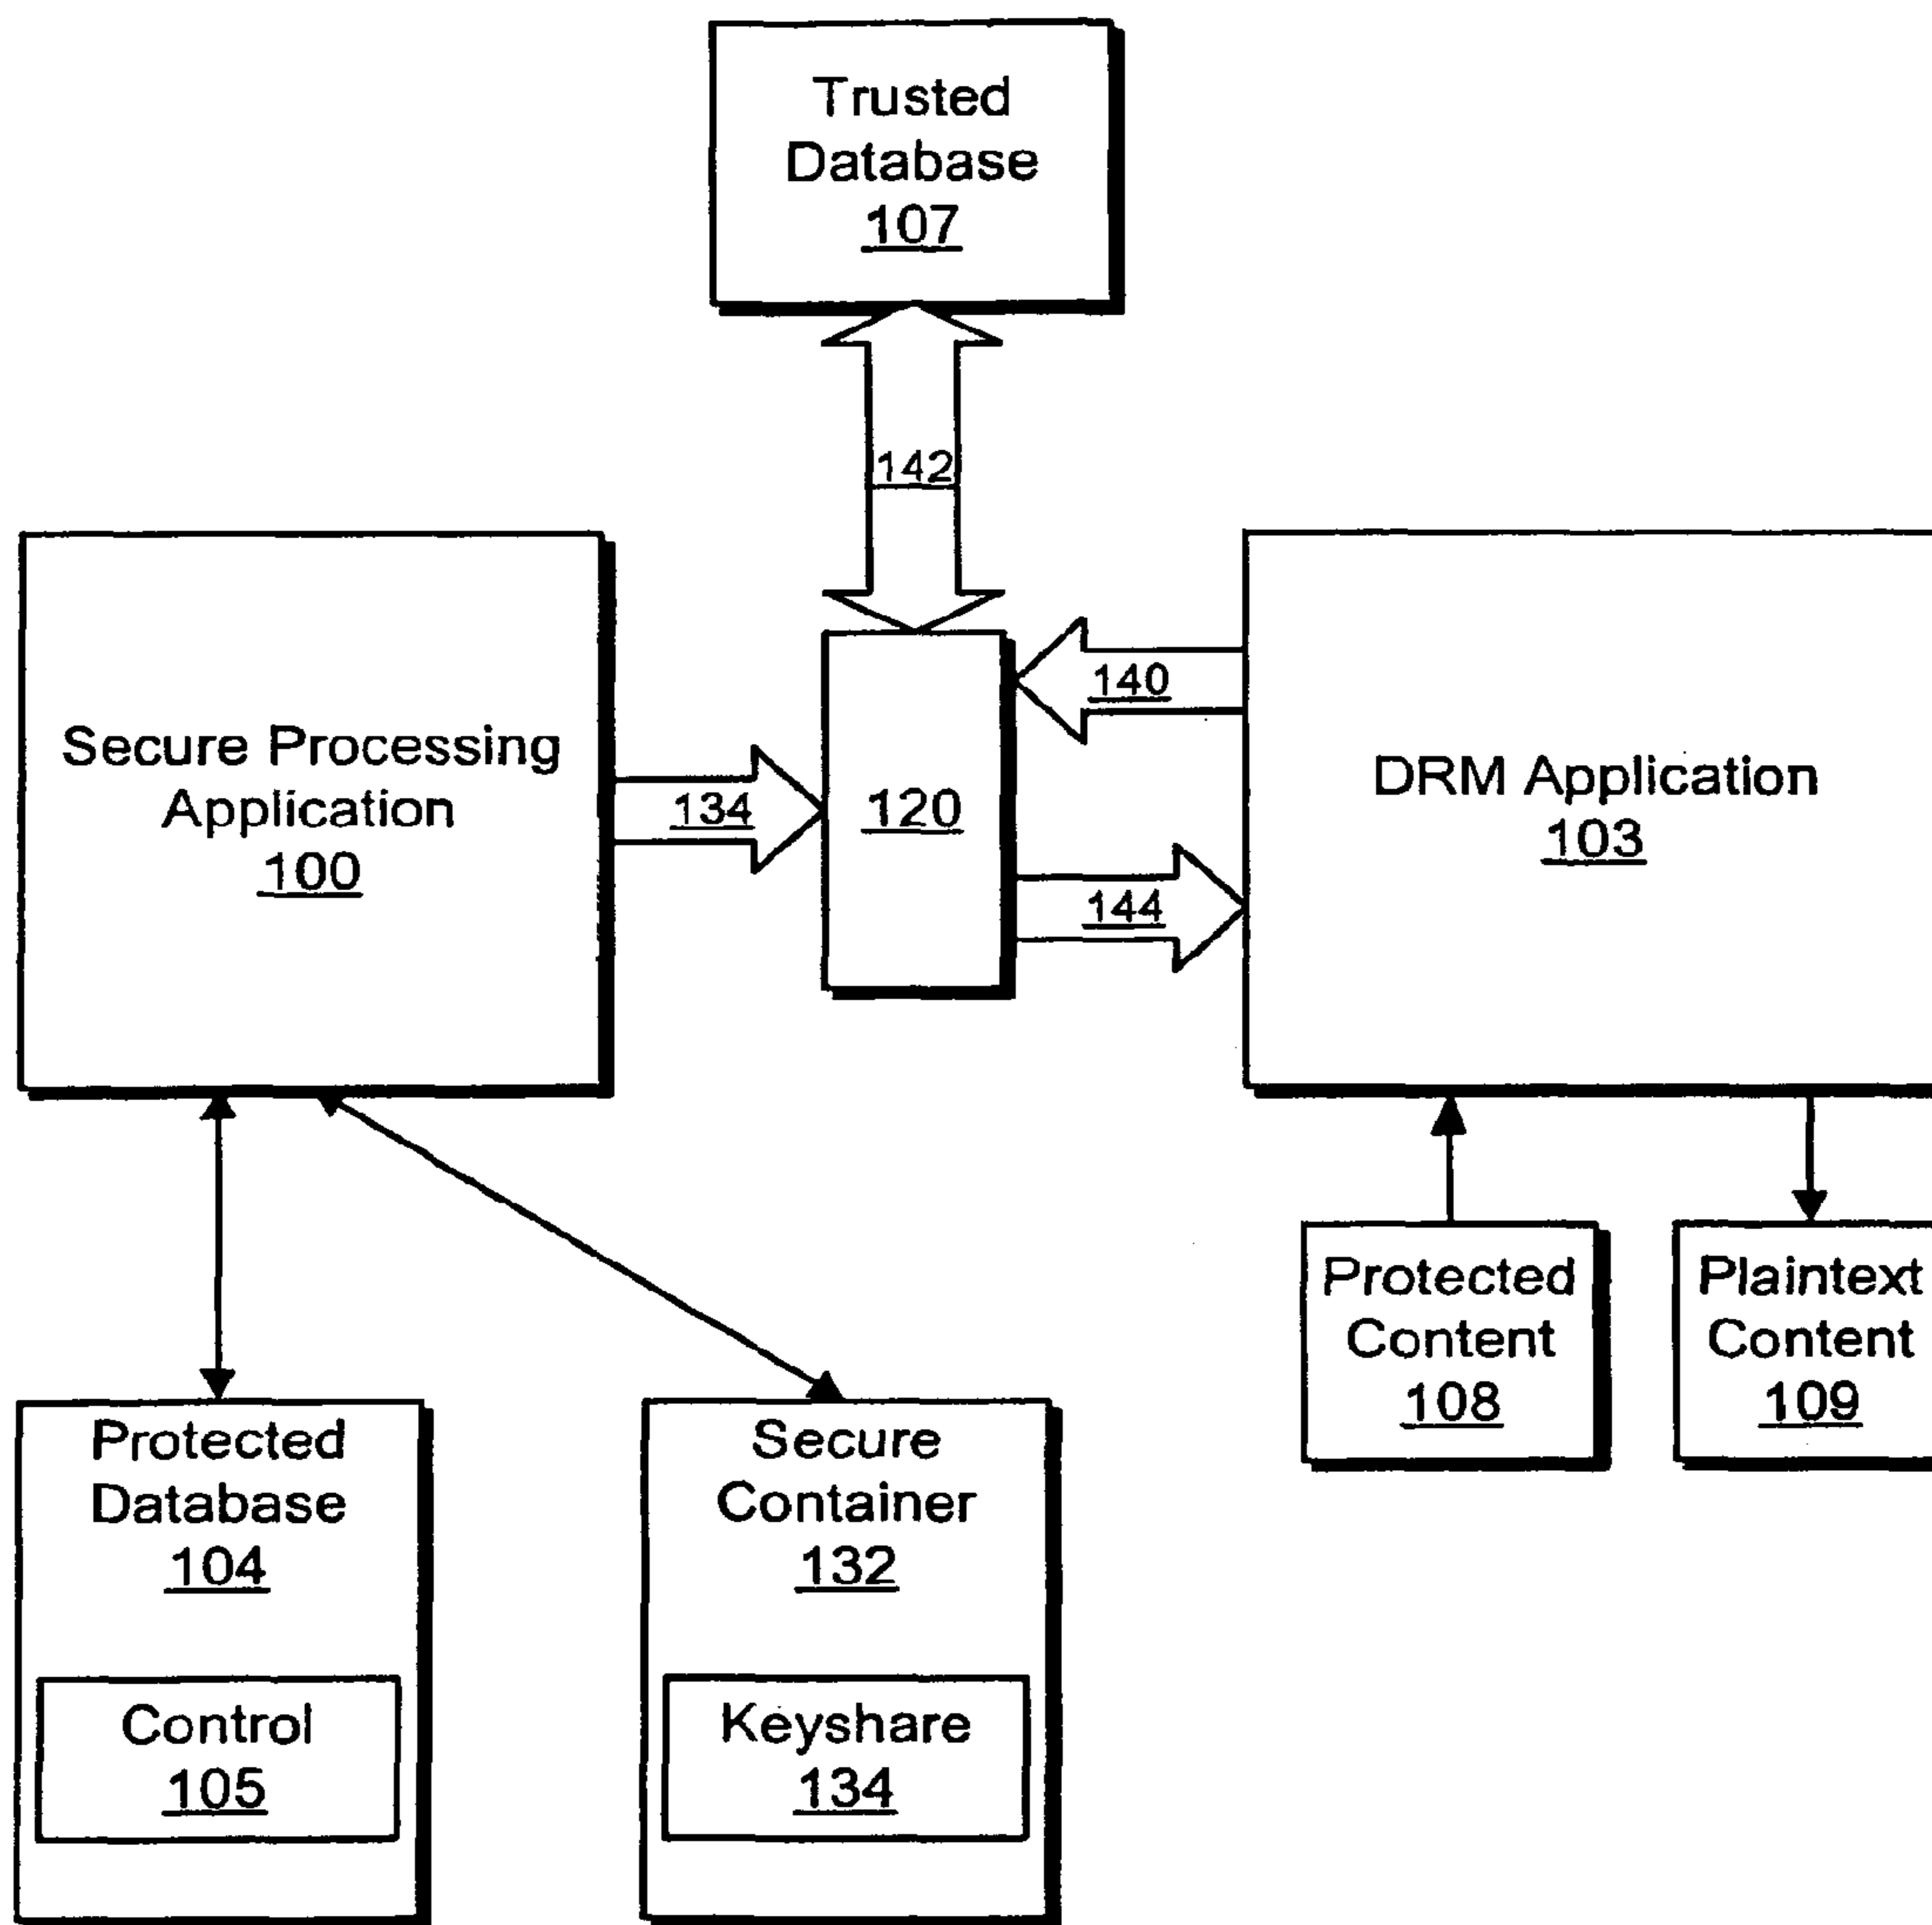 Trusted
Database
107
142
140
Secure Processing
Application
100
134
120
DRM Application
103
144
Protected
Content
108
Plaintext
Content
109
Protected
Database
104
Secure
Container
132
Control
105
Keyshare
134